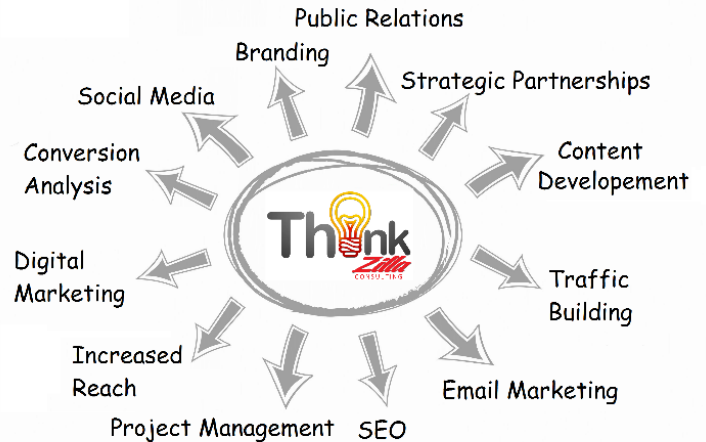 Public Relations
Branding
Strategic Partnerships
Social Media
Content
Developement
Conversion
Analysis
Think
Zilla
CONSULTING
Digital
Marketing
Traffic
Building
Increased
Reach
Email Marketing
Project Management
SEO